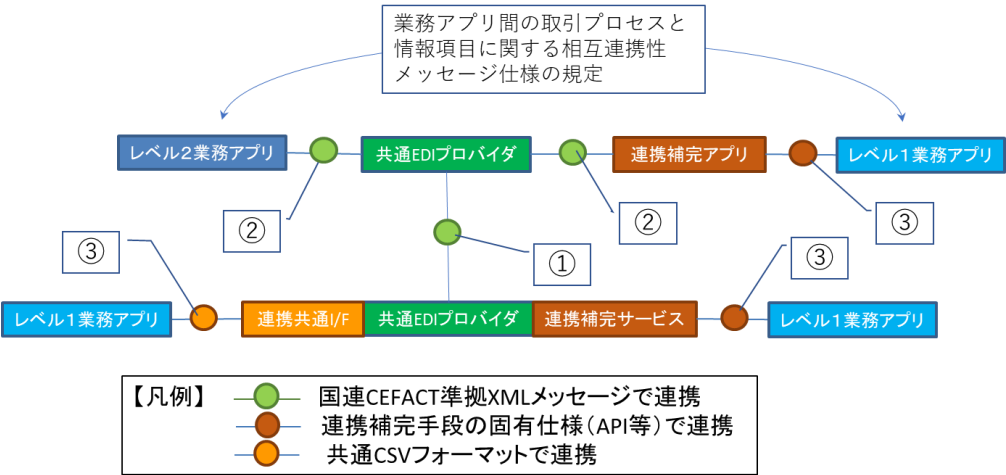 業務アプリ間の取引プロセスと
情報項目に関する相互連携性
メッセージ仕様の規定
レベル2業務アプリ
共通EDIプロバイダ
連携補完アプリ
レベル1業務アプリ
②
②
③
③
①
③
レベル1業務アプリ
連携共通I/F
共通EDIプロバイダ
連携補完サービス
レベル1業務アプリ
【凡例】
国連CEFACT準拠XMLメッセージで連携
連携補完手段の固有仕様(API等)で連携
共通CSVフォーマットで連携